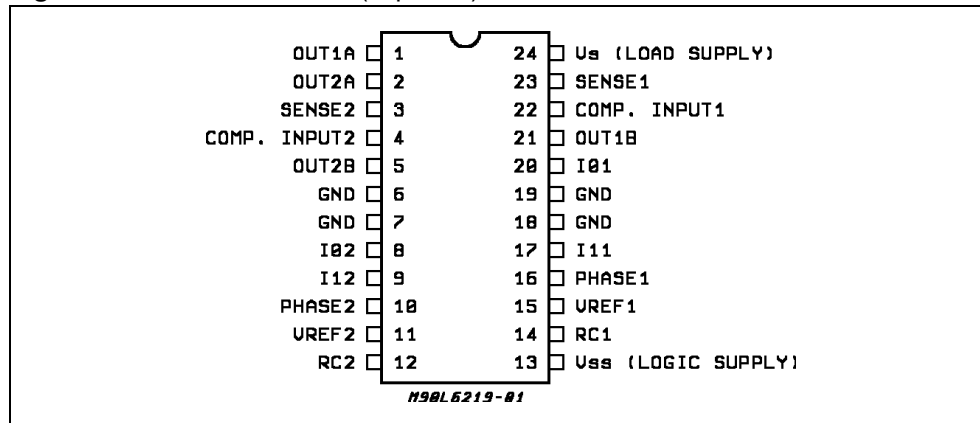 OUT1A 1 24 Vs (LOAD SUPPLY)
OUT2A 2 23 SENSE1
SENSE2 3 22 COMP. INPUT1
COMP. INPUT2 4 21 OUT1B
OUT2B 5 20 I01
GND 6 19 GND
GND 7 18 GND
I02 8 17 I11
I12 9 16 PHASE1
PHASE2 10 15 VREF1
VREF2 11 14 RC1
RC2 12 13 Vss (LOGIC SUPPLY)
M90L6219-01